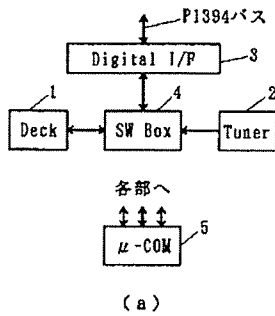 P1394バス
Digital I/F
3
1
4
2
Deck
SW Box
Tuner
各部へ
5
μ-COM
(a)